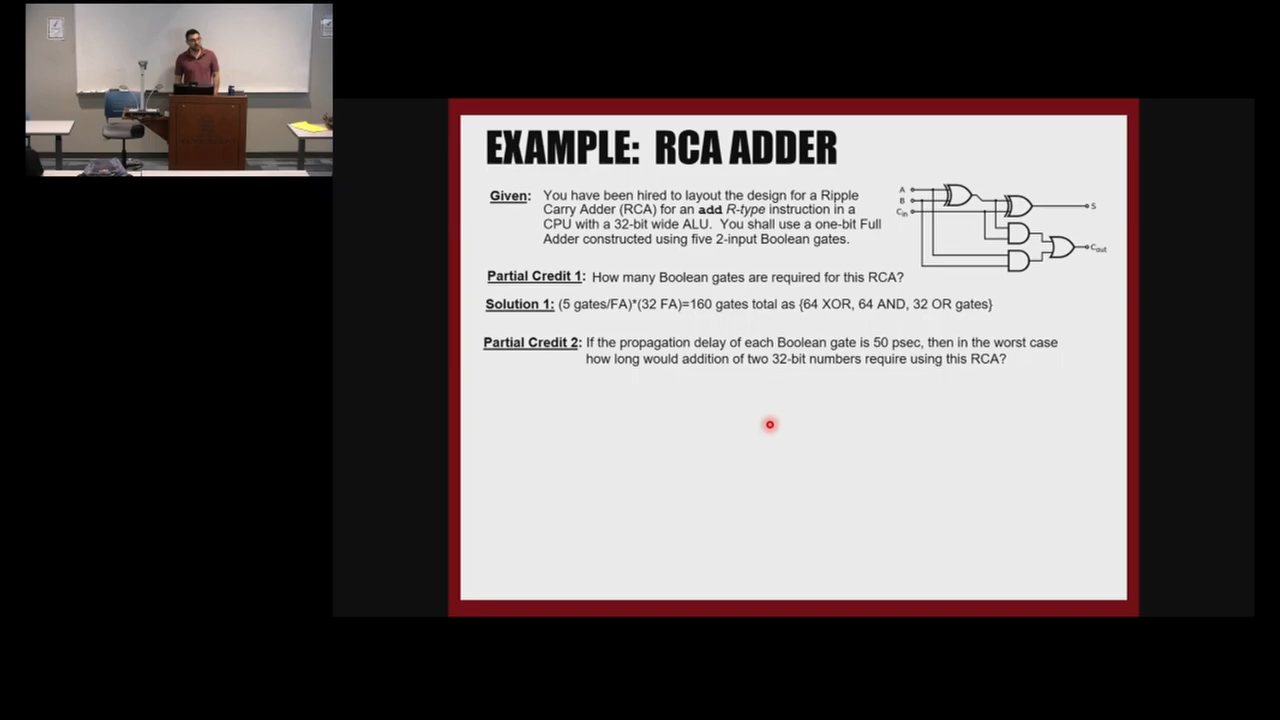 EXAMPLE: RCA ADDER
Given: You have been hired to layout the design for a Ripple
Carry Adder (RCA) for an add R-type instruction in a
CPU with a 32-bit wide ALU. You shall use a one-bit Full
Adder constructed using five 2-input Boolean gates.
A
B
Cin
S
Cout
Partial Credit 1: How many Boolean gates are required for this RCA?
Solution 1: (5 gates/FA)*(32 FA)=160 gates total as {64 XOR, 64 AND, 32 OR gates}
Partial Credit 2: If the propagation delay of each Boolean gate is 50 psec, then in the worst case
how long would addition of two 32-bit numbers require using this RCA?